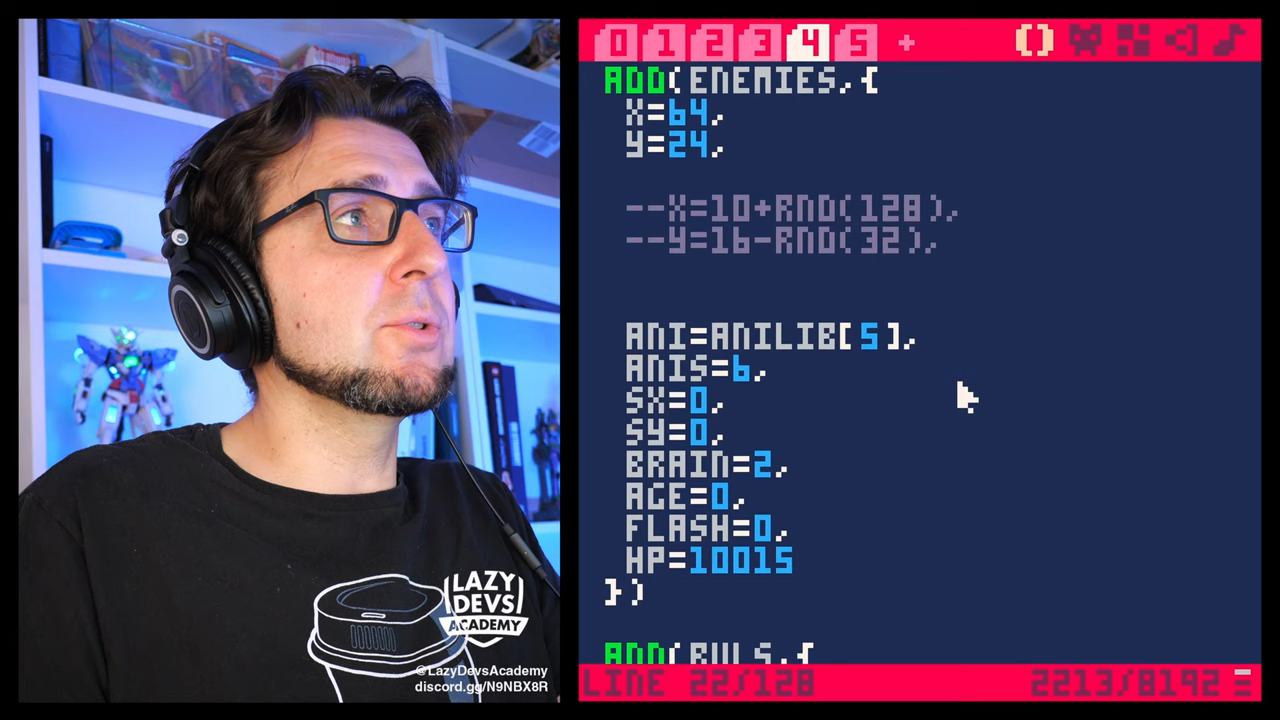 0 1 2 3 4 5 +
ADD(ENEMIES,{
X=64,
Y=24,
--X=10+RND(128),
--Y=16-RND(32),
ANI=ANILIB[5],
ANIS=6,
SX=0,
SY=0,
BRAIN=2,
AGE=0,
FLASH=0,
HP=10015
})
ADD(BULS,{
LINE 22/128
2213/8192
LAZY
DEVS
ACADEMY
@LazyDevsAcademy
discord.gg/N9NBX8R